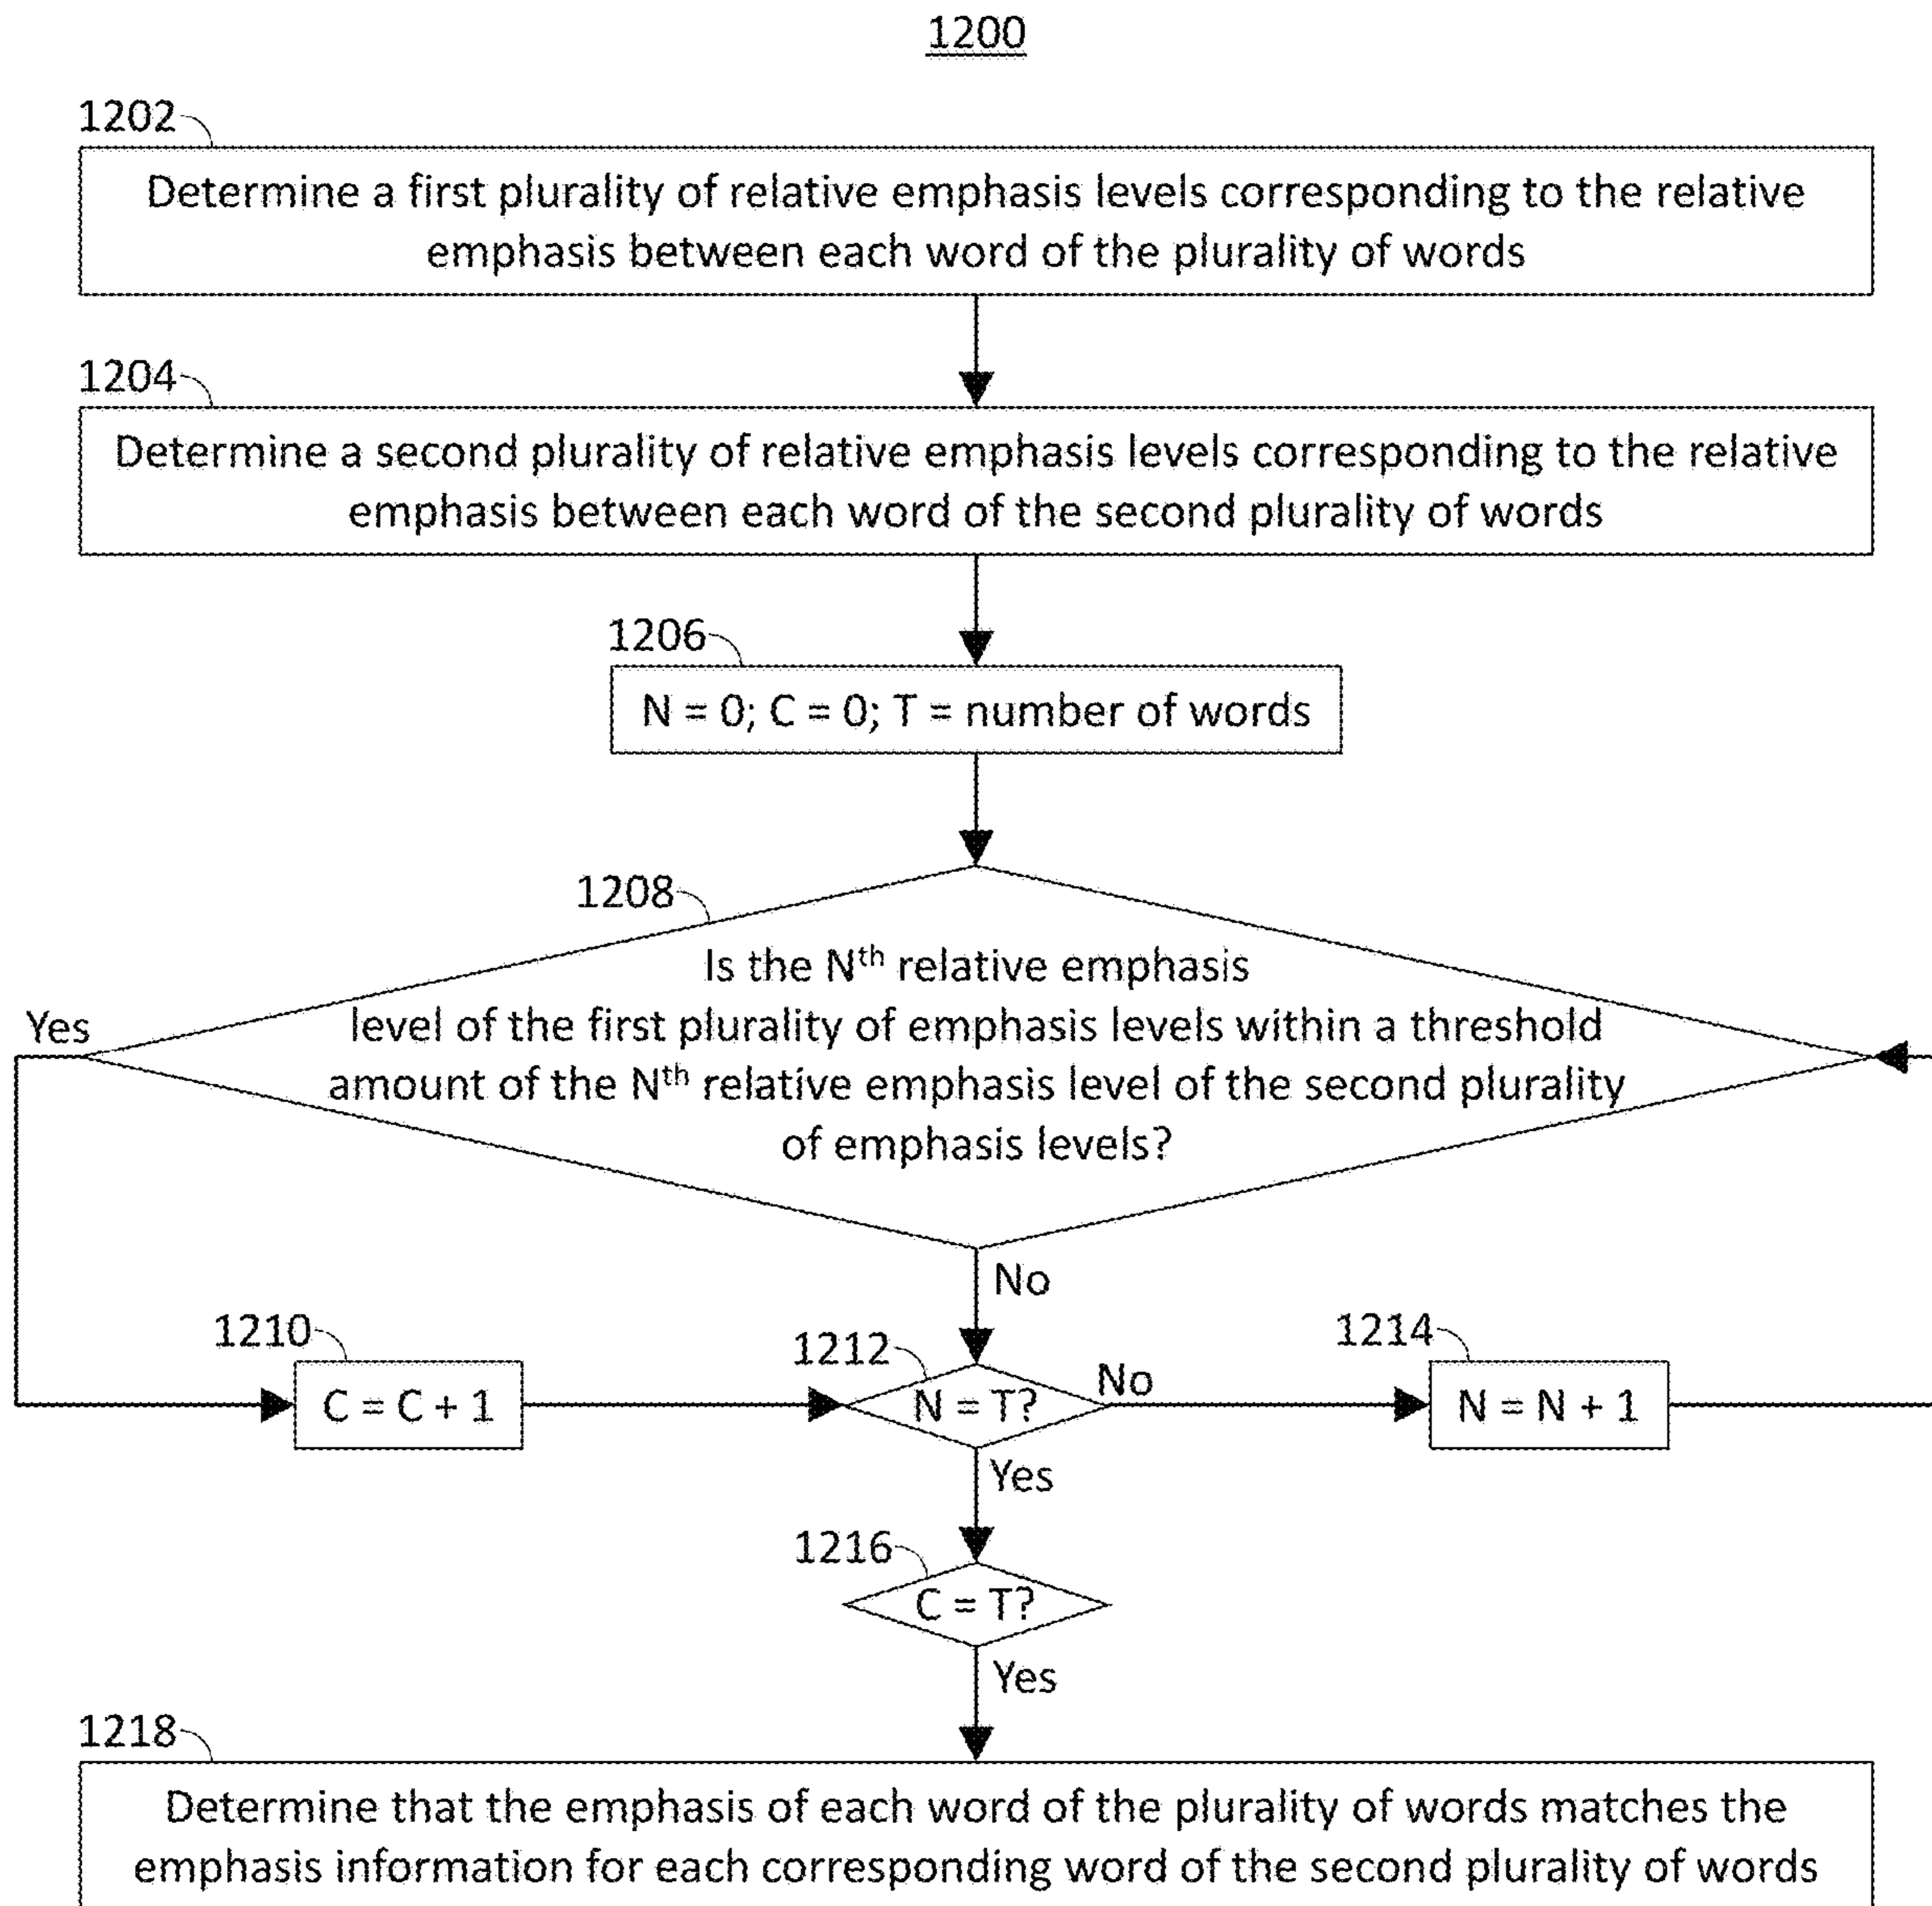 1200
1202
Determine a first plurality of relative emphasis levels corresponding to the relative
emphasis between each word of the plurality of words
1204
Determine a second plurality of relative emphasis levels corresponding to the relative
emphasis between each word of the second plurality of words
1206
N = 0; C = 0; T = number of words
1208
Is the Nth relative emphasis
level of the first plurality of emphasis levels within a threshold
amount of the Nth relative emphasis level of the second plurality
of emphasis levels?
Yes
No
1210
C = C + 1
1212
N = T?
No
1214
N = N + 1
Yes
1216
C = T?
Yes
1218
Determine that the emphasis of each word of the plurality of words matches the
emphasis information for each corresponding word of the second plurality of words